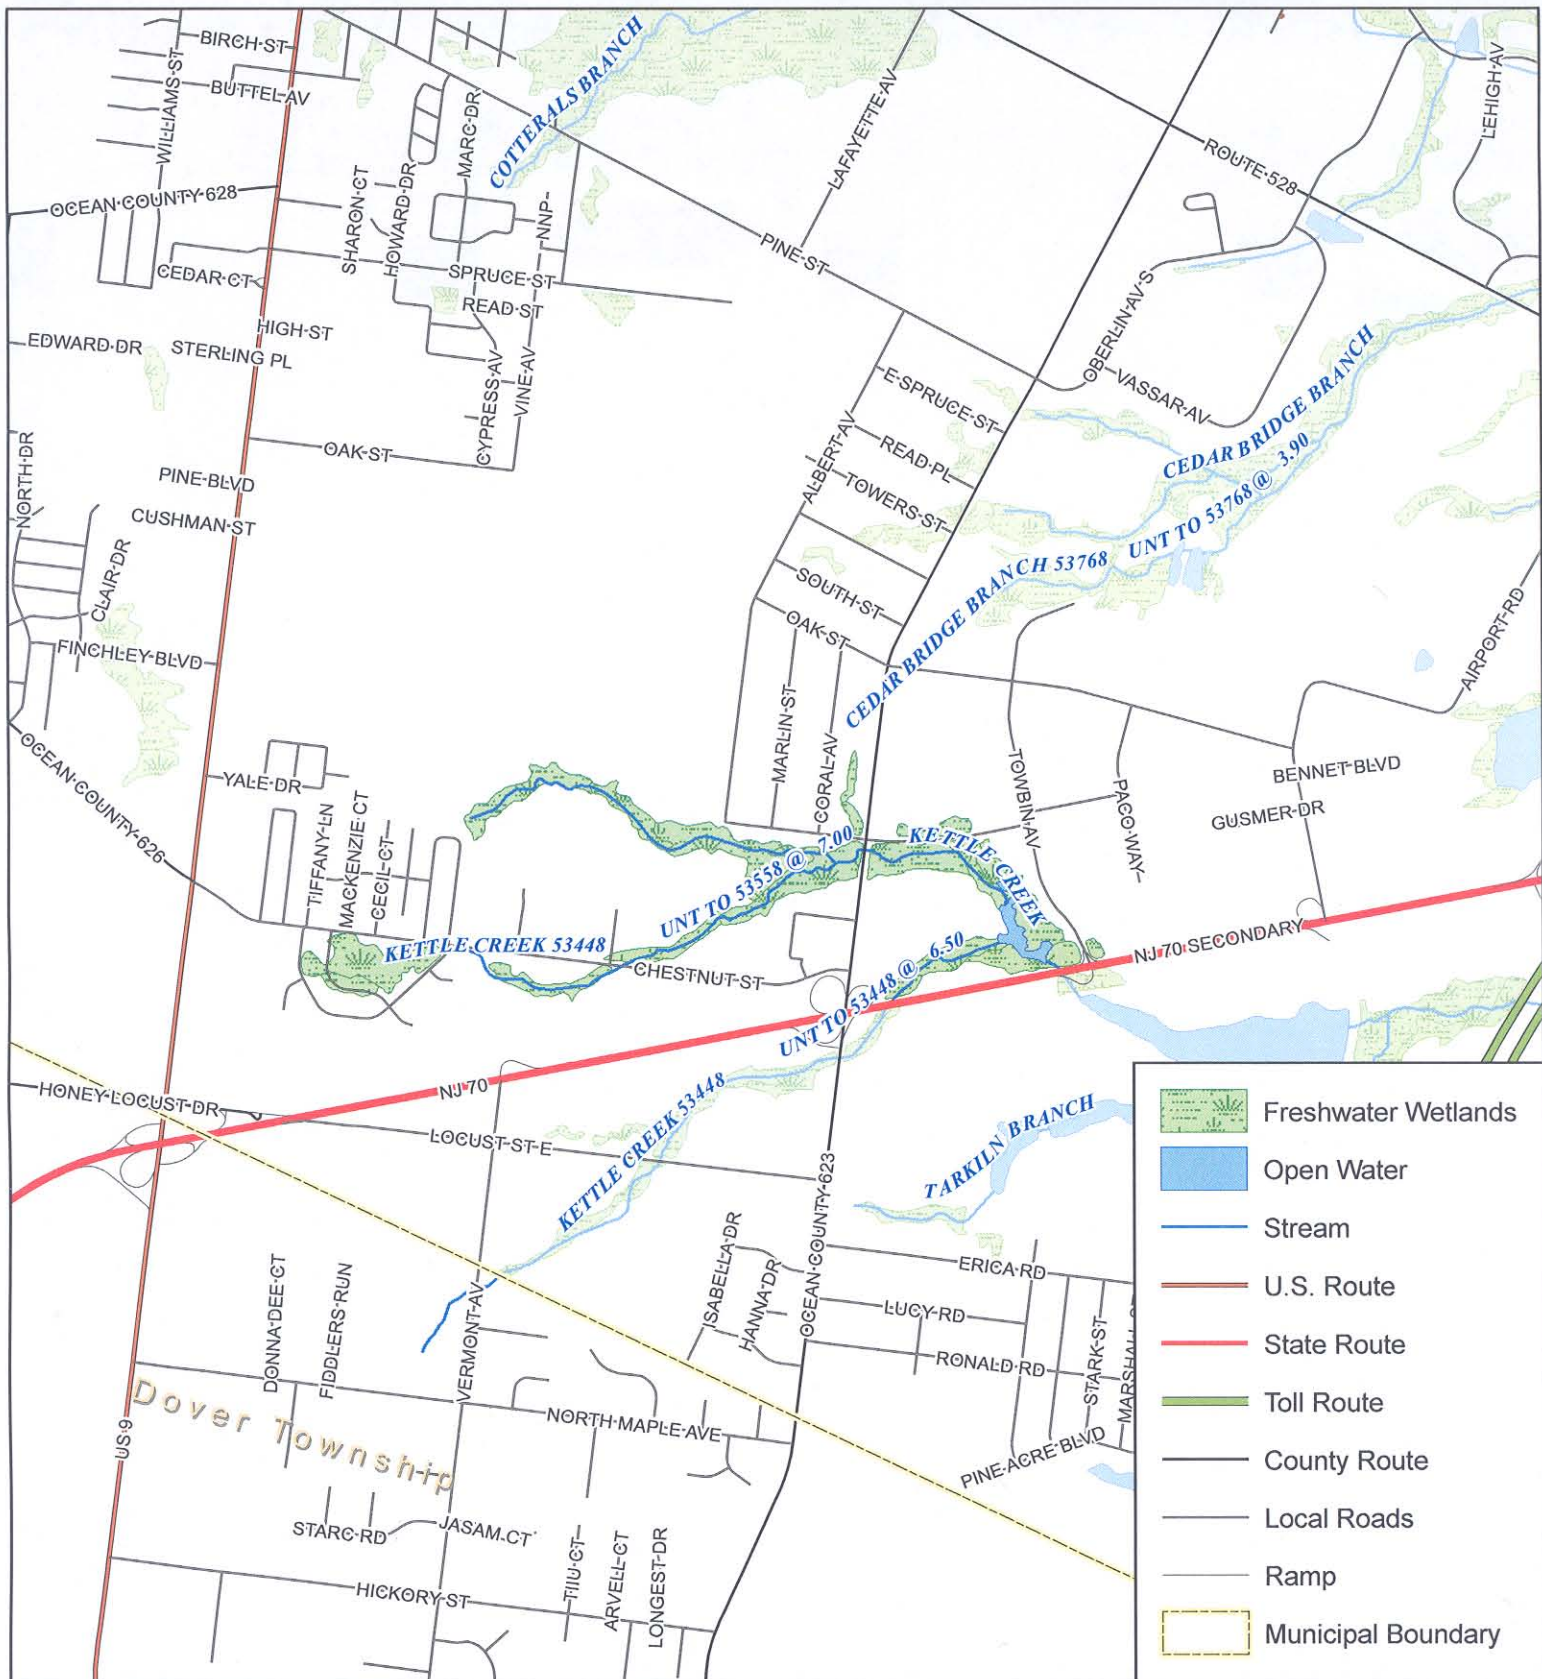 BIRCH ST
WILLIAMS ST
BUTTEL AV
COTTERALS BRANCH
MARC DR
LAFAYETTE AV
LEHIGH AV
ROUTE 528
OCEAN COUNTY 628
SHARON CT
HOWARD DR
NNP
PINE ST
CEDAR CT
SPRUCE ST
READ ST
OBERLIN AV S
HIGH ST
EDWARD DR
STERLING PL
CYPRESS AV
VINE AV
E SPRUCE ST
VASSAR AV
CEDAR BRIDGE BRANCH
OAK ST
NORTH DR
PINE BLVD
ALBERT AV
READ PL
TOWERS ST
UNT TO 53768 @ 3.90
CUSHMAN ST
CLAIR DR
SOUTH ST
CEDAR BRIDGE BRANCH 53768
OAK ST
AIRPORT RD
FINCHLEY BLVD
MARLIN ST
CORAL AV
OCEAN COUNTY 626
YALE DR
TOWBIN AV
PACO WAY
BENNET BLVD
GUSMER DR
TIFFANY LN
MACKENZIE CT
CECIL CT
UNT TO 53558 @ 7.00
KETTLE CREEK
KETTLE CREEK 53448
CHESTNUT ST
UNT TO 53448 @ 6.50
NJ 70 SECONDARY
NJ 70
HONEY LOCUST DR
LOCUST ST E
KETTLE CREEK 53448
TARKILN BRANCH
OCEAN COUNTY 623
ISABELLA DR
HANNA DR
ERICA RD
LUCY RD
RONALD RD
STARK ST
MARSHALL
DONNA DEE CT
FIDDLERS RUN
VERMONT AV
NORTH MAPLE AVE
PINE ACRE BLVD
US 9
Dover Township
STARC RD
JASAM CT
TIIU CT
ARVELL CT
LONGEST DR
HICKORY ST
Freshwater Wetlands
Open Water
Stream
U.S. Route
State Route
Toll Route
County Route
Local Roads
Ramp
Municipal Boundary